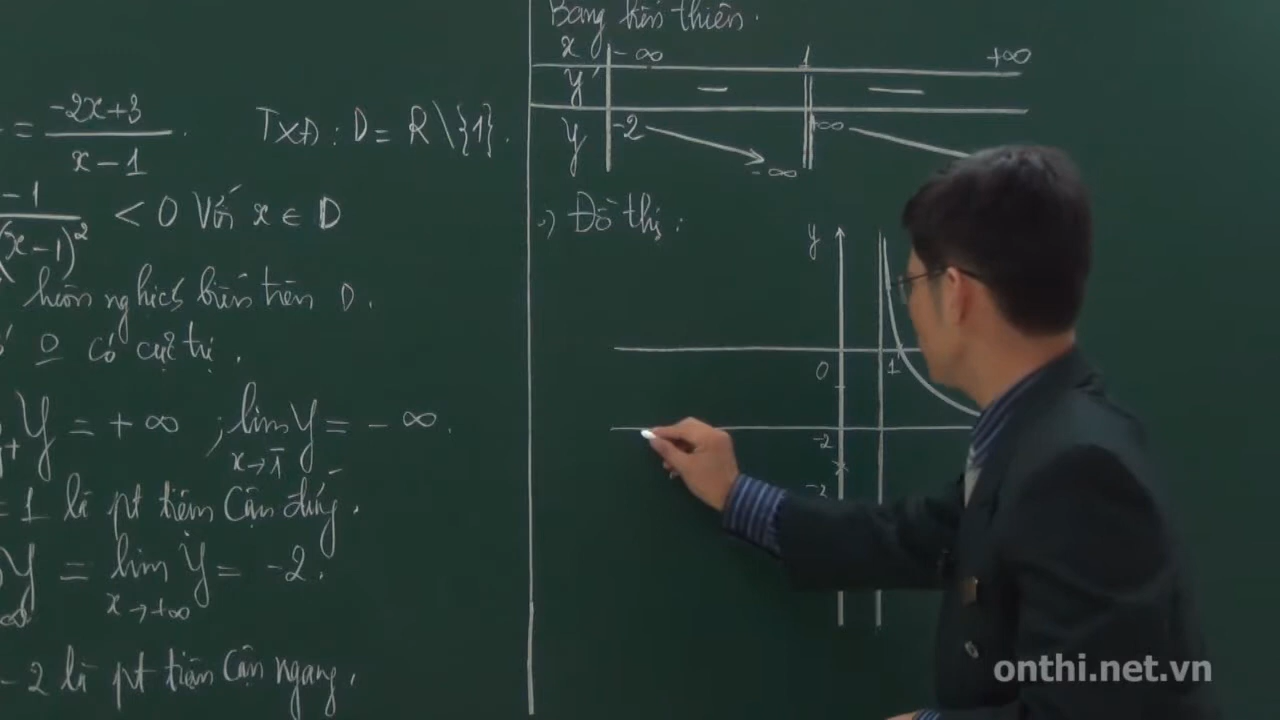 = -2x+3 / x-1. TXĐ: D = R\{1}.
-1 / (x-1)² < 0 Với x ∈ D
luôn nghịch biến trên D.
số o có cực trị.
y = +∞ ; lim y = -∞.
x→1⁻
= 1 là pt tiệm cận đứng.
y = lim y = -2.
x→+∞
-2 là pt tiệm cận ngang.
Bảng biến thiên.
x -∞ 1 +∞
y' — —
y -2 -∞ +∞
.) Đồ thị:
y
0 1
-2
onthi.net.vn